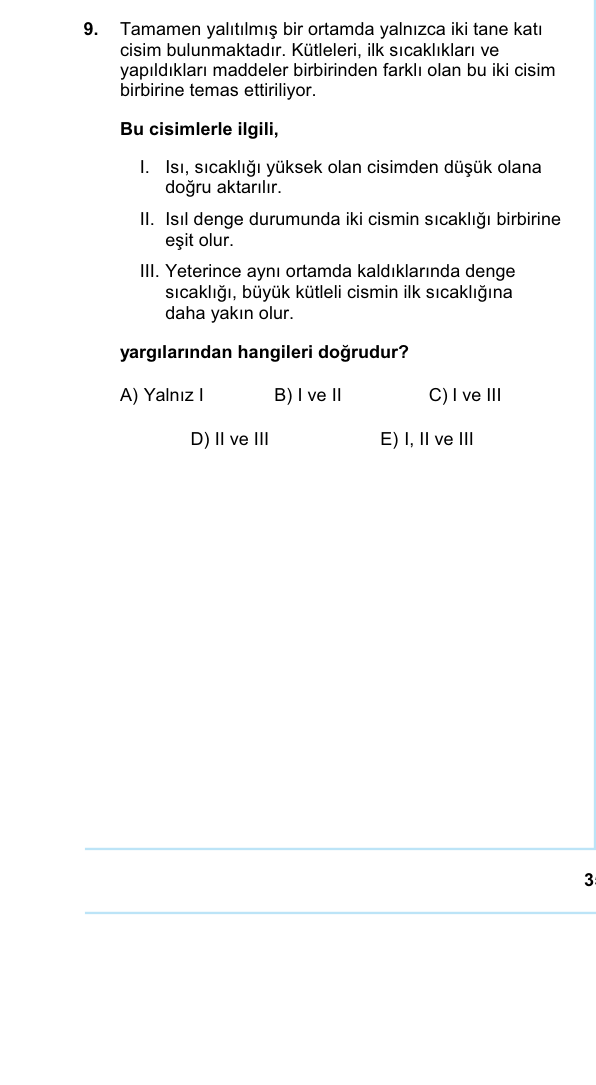 9. Tamamen yalıtılmış bir ortamda yalnızca iki tane katı
cisim bulunmaktadır. Kütleleri, ilk sıcaklıkları ve
yapıldıkları maddeler birbirinden farklı olan bu iki cisim
birbirine temas ettiriliyor.
Bu cisimlerle ilgili,
I. Isı, sıcaklığı yüksek olan cisimden düşük olana
doğru aktarılır.
II. Isıl denge durumunda iki cismin sıcaklığı birbirine
eşit olur.
III. Yeterince aynı ortamda kaldıklarında denge
sıcaklığı, büyük kütleli cismin ilk sıcaklığına
daha yakın olur.
yargılarından hangileri doğrudur?
A) Yalnız I B) I ve II C) I ve III
D) II ve III E) I, II ve III
3